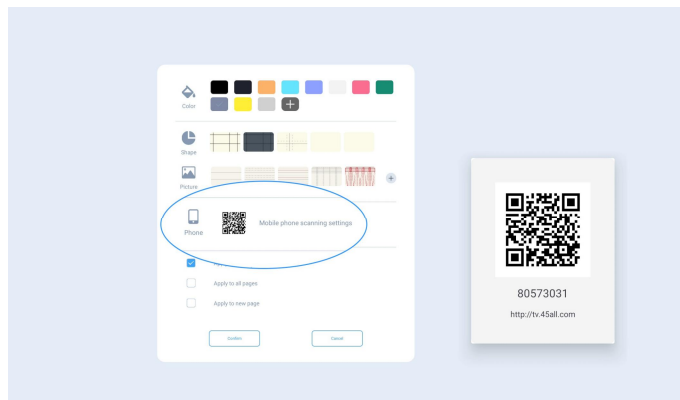 Color
Shape
Picture
Phone
Mobile phone scanning settings
Apply to all pages
Apply to new page
Confirm
Cancel
80573031
http://tv.45all.com